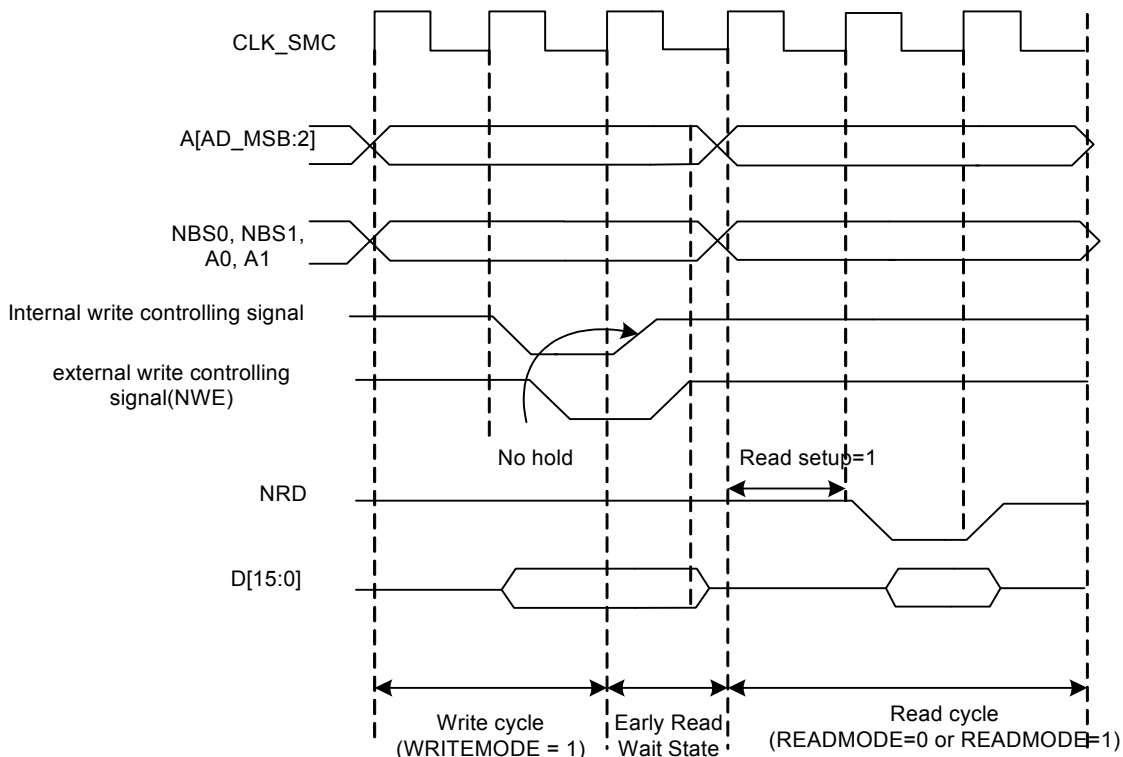 CLK_SMC
A[AD_MSB:2]
NBS0, NBS1,
A0, A1
Internal write controlling signal
external write controlling
signal(NWE)
No hold
Read setup=1
NRD
D[15:0]
Write cycle
(WRITEMODE = 1)
Early Read
Wait State
Read cycle
(READMODE=0 or READMODE=1)